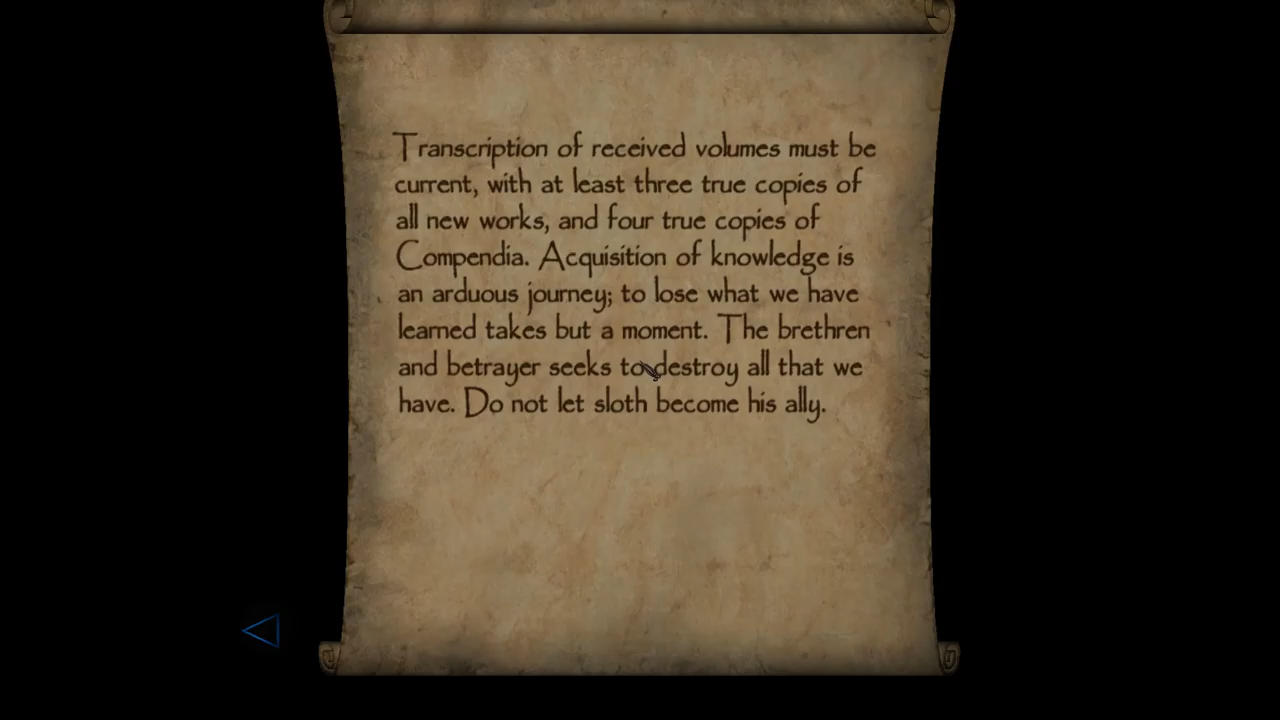 Transcription of received volumes must be
current, with at least three true copies of
all new works, and four true copies of
Compendia. Acquisition of knowledge is
an arduous journey; to lose what we have
learned takes but a moment. The brethren
and betrayer seeks to destroy all that we
have. Do not let sloth become his ally.